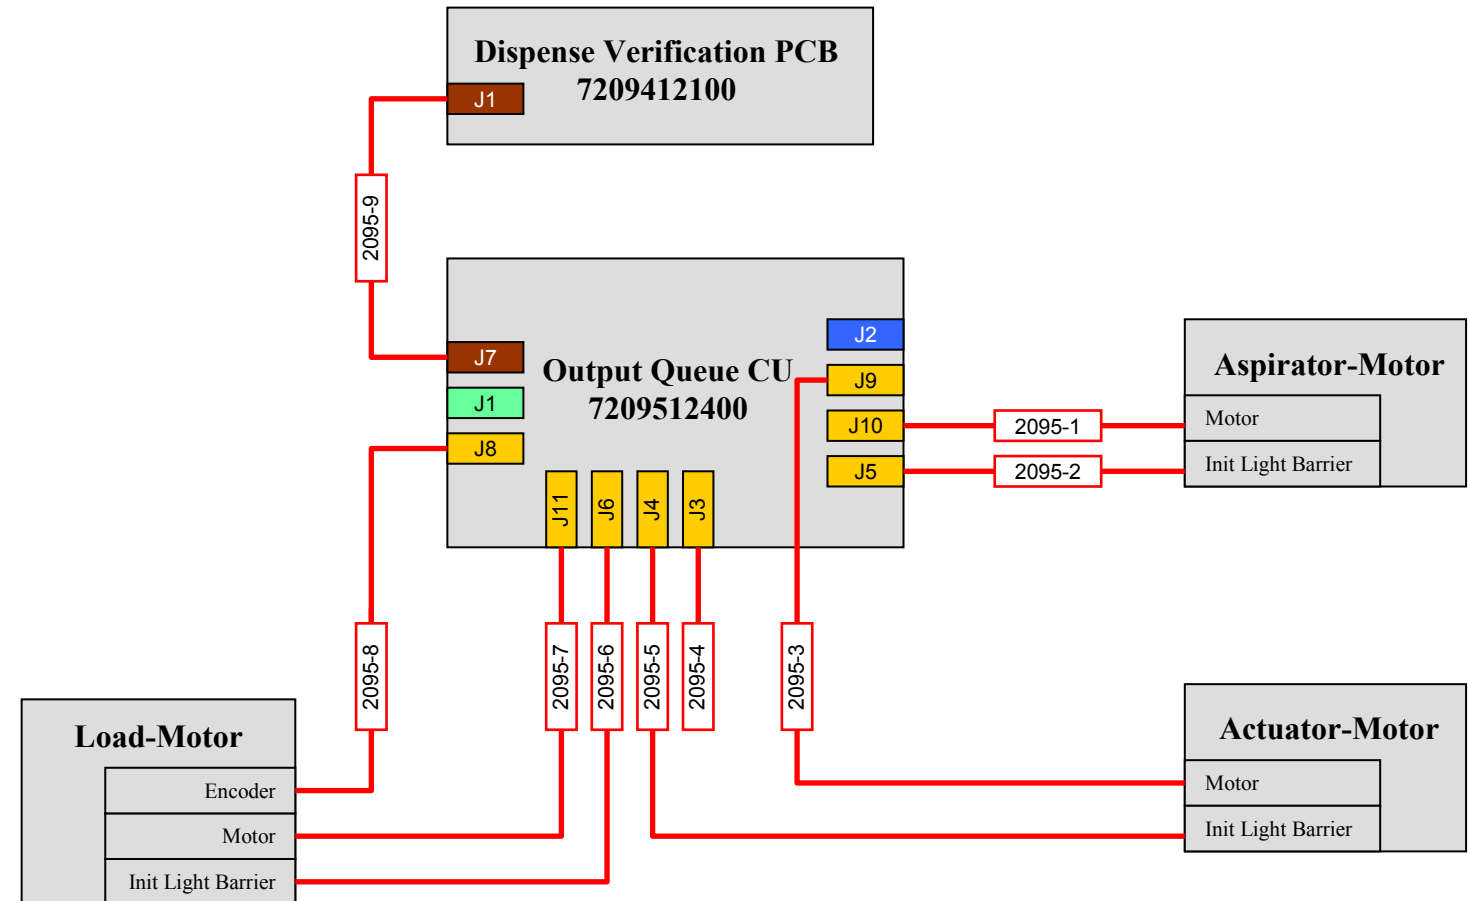 Dispense Verification PCB
7209412100
J1
2095-9
Output Queue CU
7209512400
J7
J1
J8
J2
J9
J10
J5
J11
J6
J4
J3
2095-1
2095-2
Aspirator-Motor
Motor
Init Light Barrier
2095-8
2095-7
2095-6
2095-5
2095-4
2095-3
Load-Motor
Encoder
Motor
Init Light Barrier
Actuator-Motor
Motor
Init Light Barrier